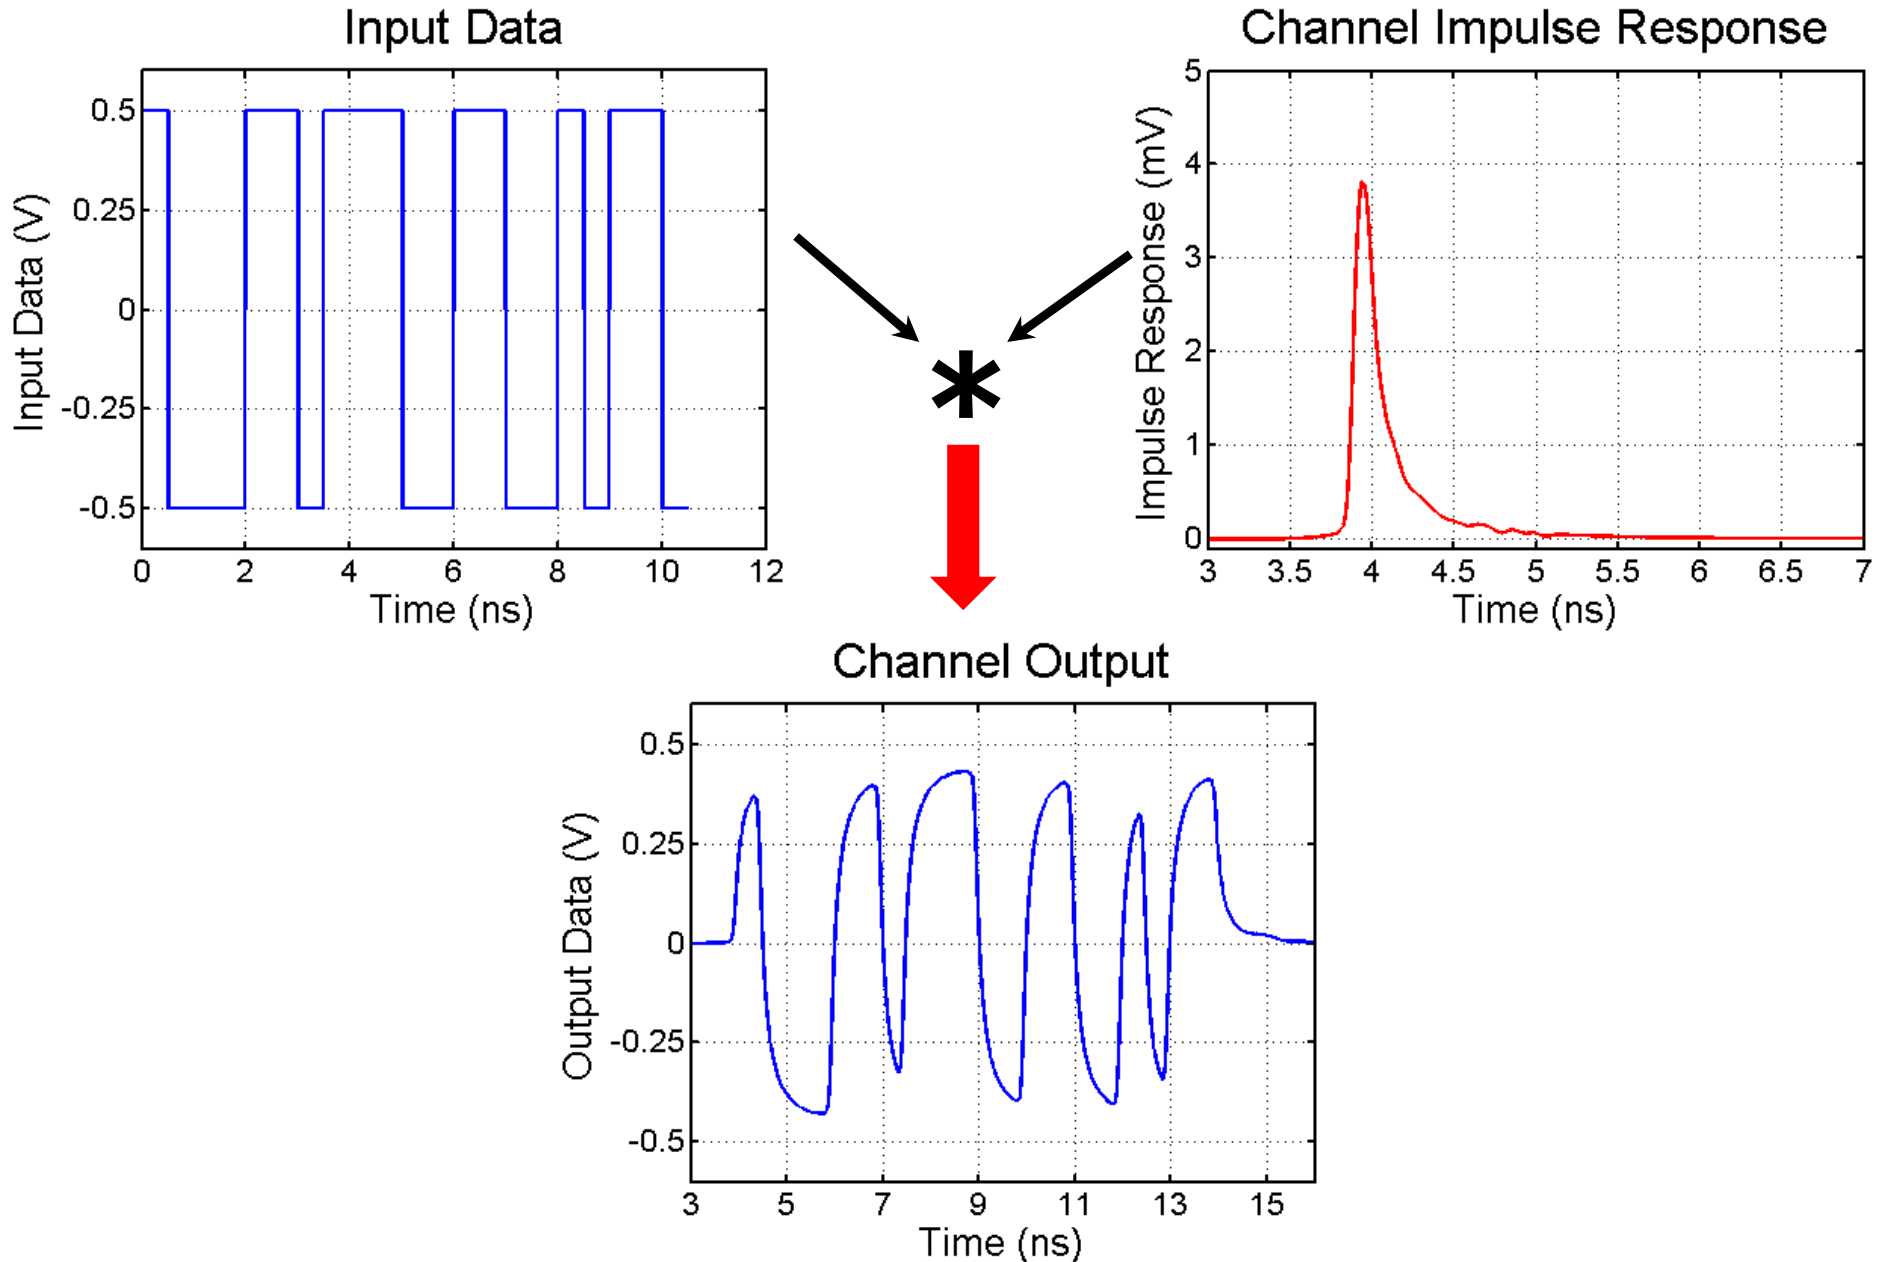 Input Data
Input Data (V)
0.5
0.25
0
-0.25
-0.5
0 2 4 6 8 10 12
Time (ns)
Channel Impulse Response
Impulse Response (mV)
5
4
3
2
1
0
3 3.5 4 4.5 5 5.5 6 6.5 7
Time (ns)
*
Channel Output
Output Data (V)
0.5
0.25
0
-0.25
-0.5
3 5 7 9 11 13 15
Time (ns)